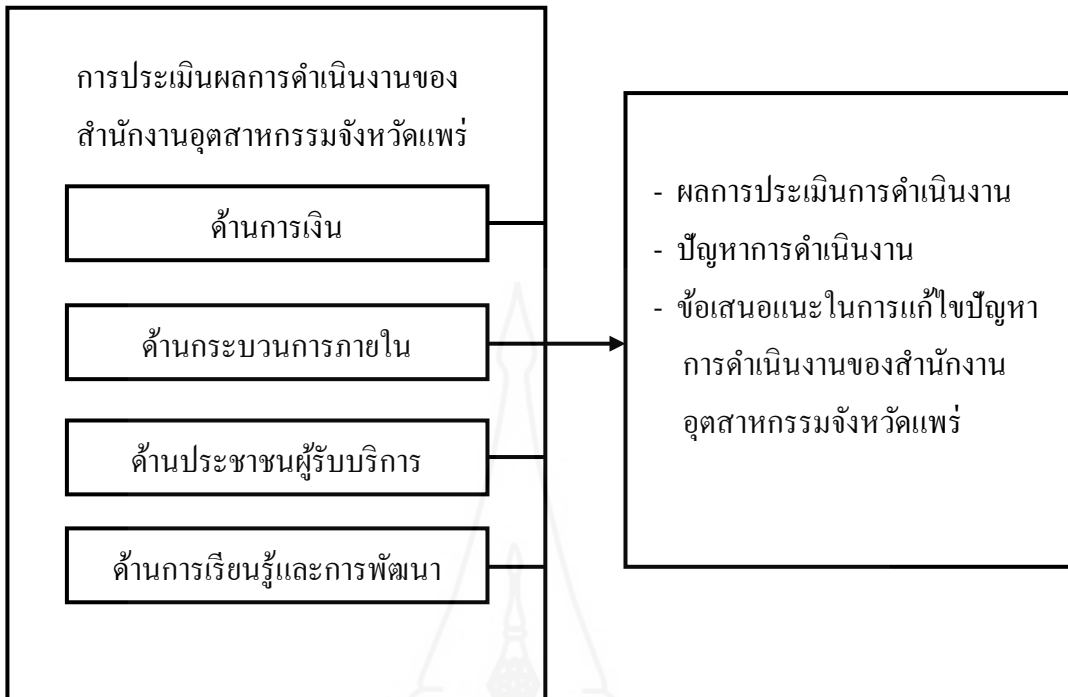 การประเมินผลการดำเนินงานของ
สำนักงานอุตสาหกรรมจังหวัดแพร่
ด้านการเงิน
ด้านกระบวนการภายใน
ด้านประชาชนผู้รับบริการ
ด้านการเรียนรู้และการพัฒนา
- ผลการประเมินการดำเนินงาน
- ปัญหาการดำเนินงาน
- ข้อเสนอแนะในการแก้ไขปัญหา
การดำเนินงานของสำนักงาน
อุตสาหกรรมจังหวัดแพร่